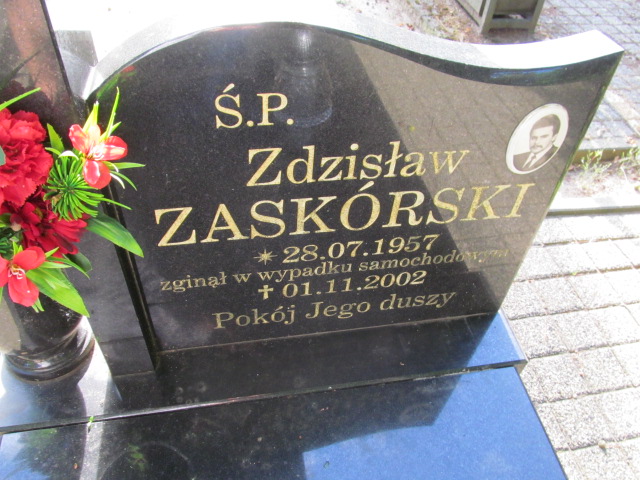 Ś.P.
Zdzisław
ZASKÓRSKI
✴ 28.07.1957
zginął w wypadku samochodowym
✝ 01.11.2002
Pokój Jego duszy